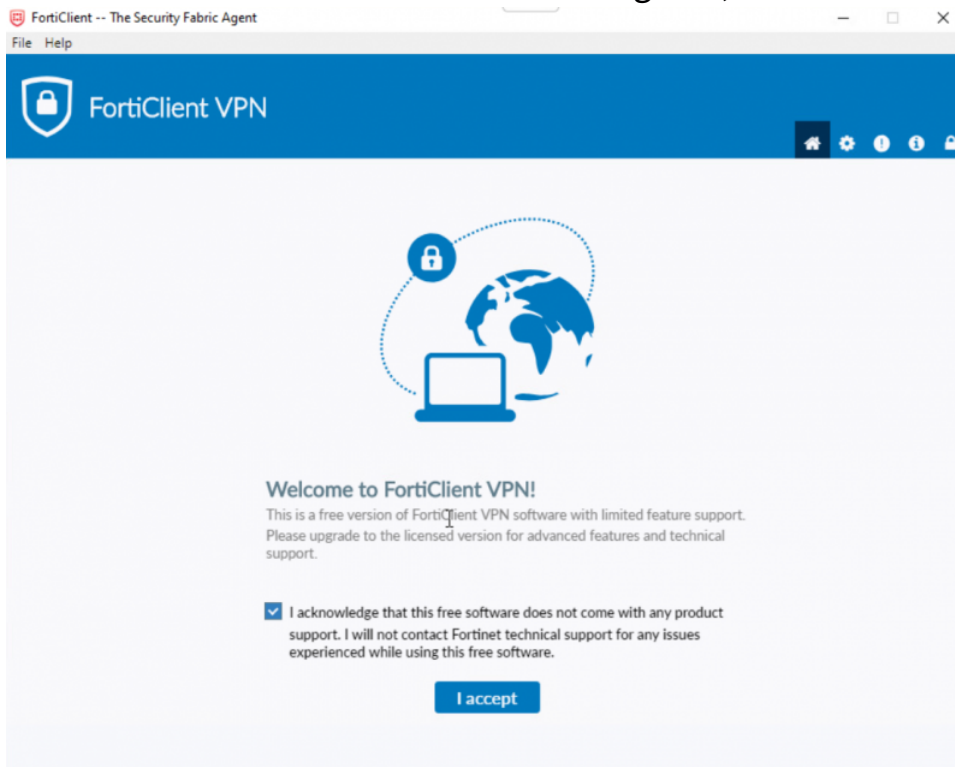 FortiClient -- The Security Fabric Agent
File Help
FortiClient VPN
Welcome to FortiClient VPN!
This is a free version of FortiClient VPN software with limited feature support.
Please upgrade to the licensed version for advanced features and technical
support.
I acknowledge that this free software does not come with any product
support. I will not contact Fortinet technical support for any issues
experienced while using this free software.
I accept